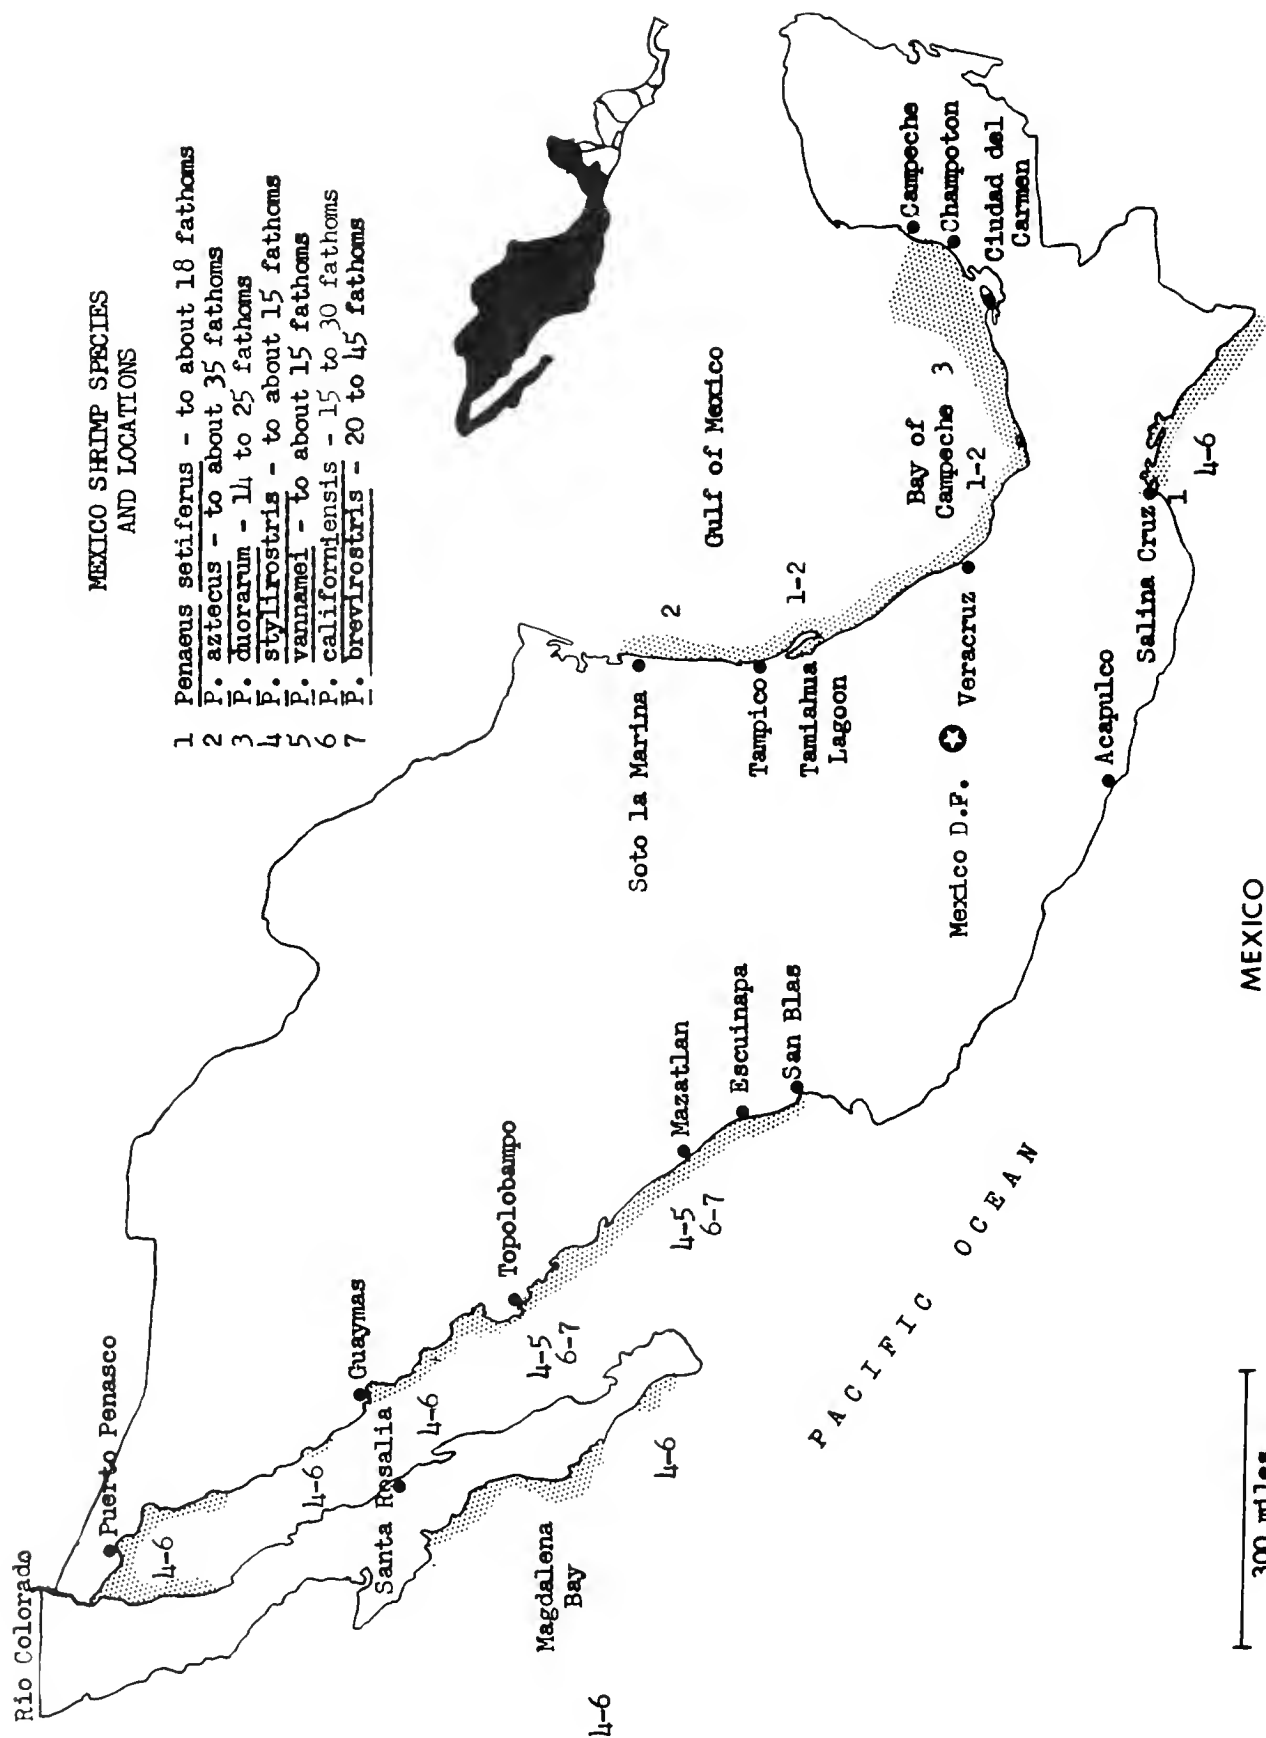 MEXICO SHRIMP SPECIES
AND LOCATIONS
1 Penaeus setiferus - to about 18 fathoms
2 P. aztecus - to about 35 fathoms
3 P. duorarum - 14 to 25 fathoms
4 P. stylirostris - to about 15 fathoms
5 P. vannamei - to about 15 fathoms
6 P. californiensis - 15 to 30 fathoms
7 P. brevirostris - 20 to 45 fathoms
Rio Colorado
Puerto Penasco
4-6
4-6
Guaymas
Santa Rosalia
4-6
Topolobampo
4-5
6-7
Magdalena
Bay
4-6
4-6
Mazatlan
4-5
6-7
Escuinapa
San Blas
PACIFIC OCEAN
Soto la Marina
2
Gulf of Mexico
Tampico
1-2
Tamiahua
Lagoon
Mexico D.F.
Veracruz
Bay of
Campeche 3
1-2
Campeche
Champoton
Ciudad del
Carmen
Acapulco
Salina Cruz
1
4-6
MEXICO
300 miles